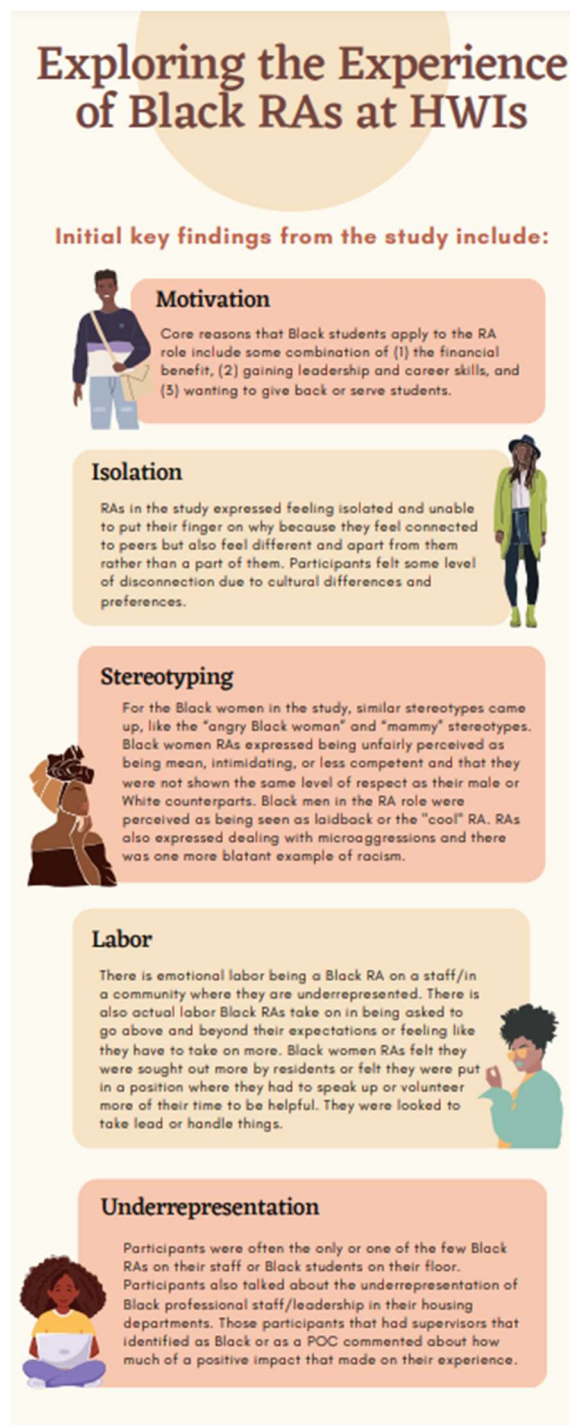 Exploring the Experience
of Black RAs at HWIs
Initial key findings from the study include:
Motivation
Core reasons that Black students apply to the RA
role include some combination of (1) the financial
benefit, (2) gaining leadership and career skills, and
(3) wanting to give back or serve students.
Isolation
RAs in the study expressed feeling isolated and unable
to put their finger on why because they feel connected
to peers but also feel different and apart from them
rather than a part of them. Participants felt some level
of disconnection due to cultural differences and
preferences.
Stereotyping
For the Black women in the study, similar stereotypes came
up, like the "angry Black woman" and "mammy" stereotypes.
Black women RAs expressed being unfairly perceived as
being mean, intimidating, or less competent and that they
were not shown the same level of respect as their male or
White counterparts. Black men in the RA role were
perceived as being seen as laidback or the "cool" RA. RAs
also expressed dealing with microaggressions and there
was one more blatant example of racism.
Labor
There is emotional labor being a Black RA on a staff/in
a community where they are underrepresented. There is
also actual labor Black RAs take on in being asked to
go above and beyond their expectations or feeling like
they have to take on more. Black women RAs felt they
were sought out more by residents or felt they were put
in a position where they had to speak up or volunteer
more of their time to be helpful. They were looked to
take lead or handle things.
Underrepresentation
Participants were often the only or one of the few Black
RAs on their staff or Black students on their floor.
Participants also talked about the underrepresentation of
Black professional staff/leadership in their housing
departments. Those participants that had supervisors that
identified as Black or as a POC commented about how
much of a positive impact that made on their experience.